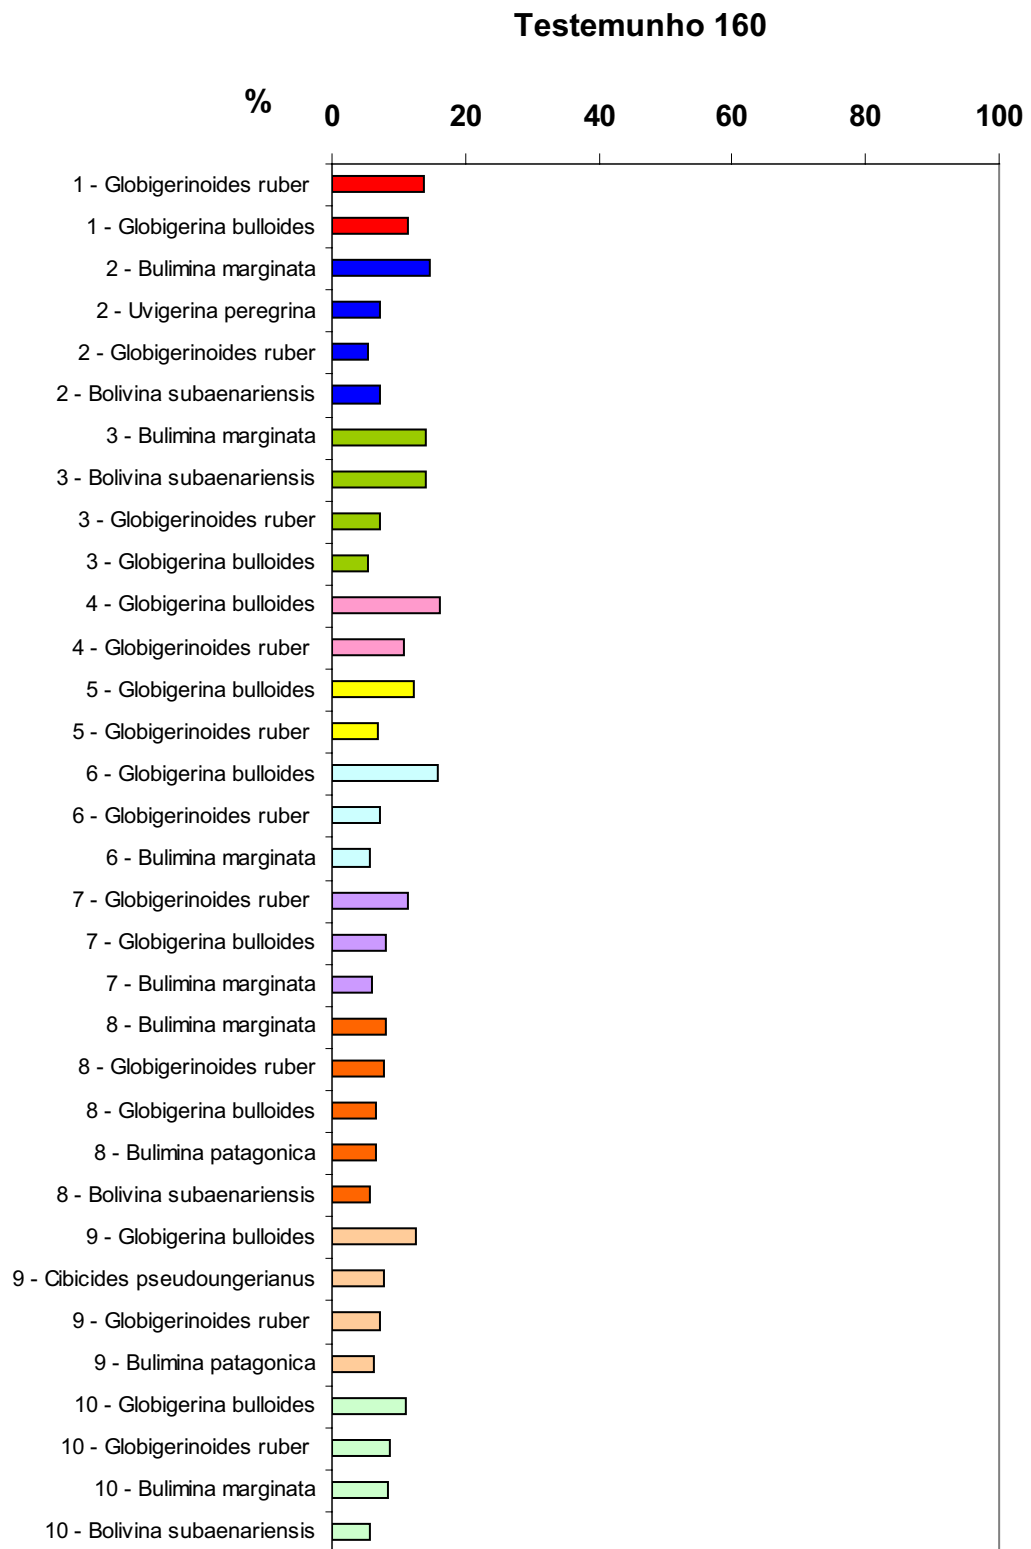 Testemunho 160
%
0 20 40 60 80 100
1 - Globigerinoides ruber
1 - Globigerina bulloides
2 - Bulimina marginata
2 - Uvigerina peregrina
2 - Globigerinoides ruber
2 - Bolivina subaenariensis
3 - Bulimina marginata
3 - Bolivina subaenariensis
3 - Globigerinoides ruber
3 - Globigerina bulloides
4 - Globigerina bulloides
4 - Globigerinoides ruber
5 - Globigerina bulloides
5 - Globigerinoides ruber
6 - Globigerina bulloides
6 - Globigerinoides ruber
6 - Bulimina marginata
7 - Globigerinoides ruber
7 - Globigerina bulloides
7 - Bulimina marginata
8 - Bulimina marginata
8 - Globigerinoides ruber
8 - Globigerina bulloides
8 - Bulimina patagonica
8 - Bolivina subaenariensis
9 - Globigerina bulloides
9 - Cibicides pseudoungerianus
9 - Globigerinoides ruber
9 - Bulimina patagonica
10 - Globigerina bulloides
10 - Globigerinoides ruber
10 - Bulimina marginata
10 - Bolivina subaenariensis